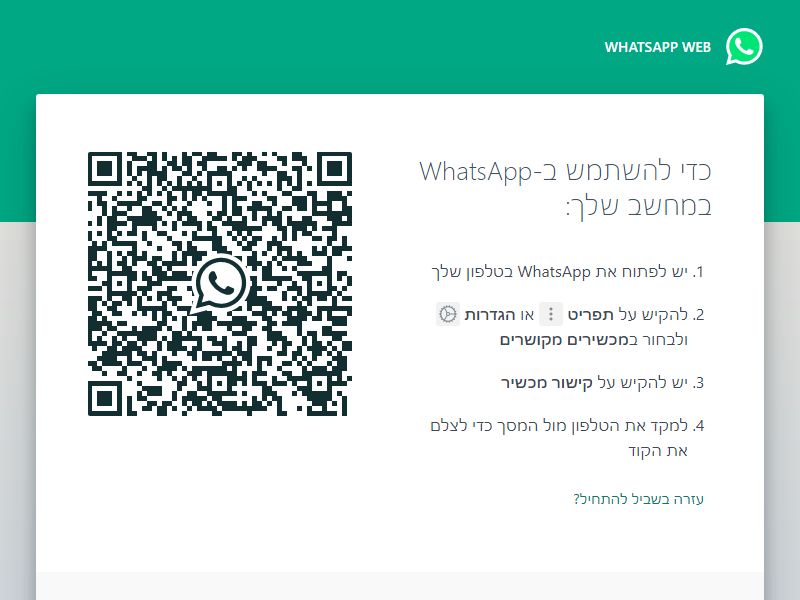 WHATSAPP WEB
כדי להשתמש ב-WhatsApp
במחשב שלך:
1. יש לפתוח את WhatsApp בטלפון שלך
2. להקיש על תפריט או הגדרות
ולבחור במכשירים מקושרים
3. יש להקיש על קישור מכשיר
4. למקד את הטלפון מול המסך כדי לצלם
את הקוד
עזרה בשביל להתחיל?